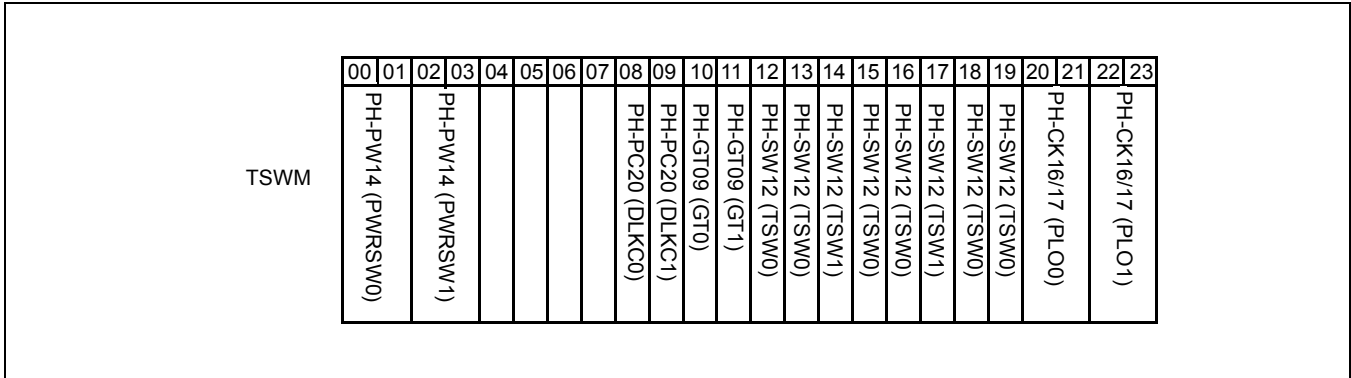 00 01 02 03 04 05 06 07 08 09 10 11 12 13 14 15 16 17 18 19 20 21 22 23
TSWM
PH-PW14 (PWRSW0)
PH-PW14 (PWRSW1)
PH-PC20 (DLKC0)
PH-PC20 (DLKC1)
PH-GT09 (GT0)
PH-GT09 (GT1)
PH-SW12 (TSW0)
PH-SW12 (TSW0)
PH-SW12 (TSW1)
PH-SW12 (TSW0)
PH-SW12 (TSW0)
PH-SW12 (TSW1)
PH-SW12 (TSW0)
PH-SW12 (TSW0)
PH-CK16/17 (PLO0)
PH-CK16/17 (PLO1)